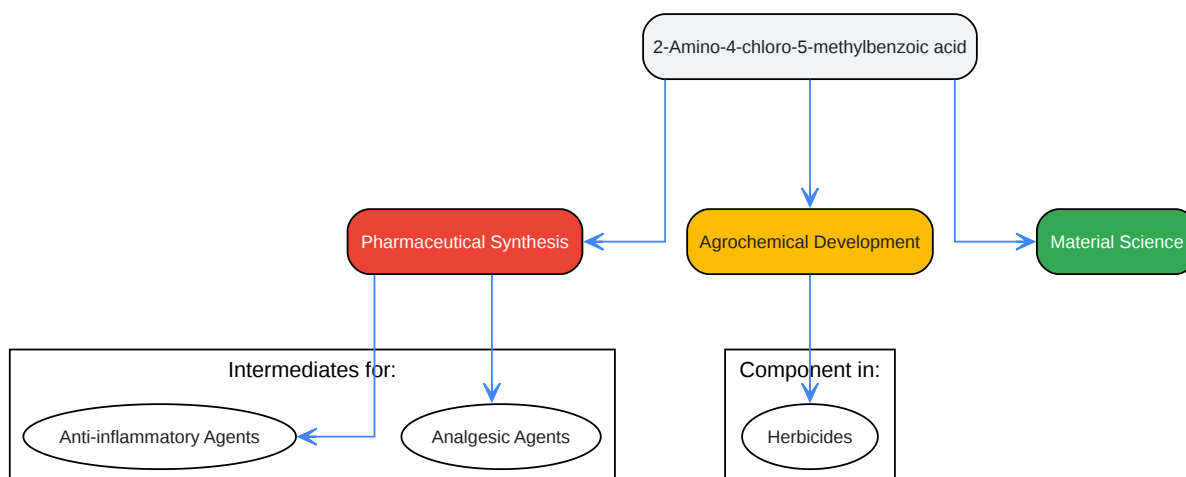 2-Amino-4-chloro-5-methylbenzoic acid
Pharmaceutical Synthesis
Agrochemical Development
Material Science
Intermediates for:
Component in:
Anti-inflammatory Agents
Analgesic Agents
Herbicides